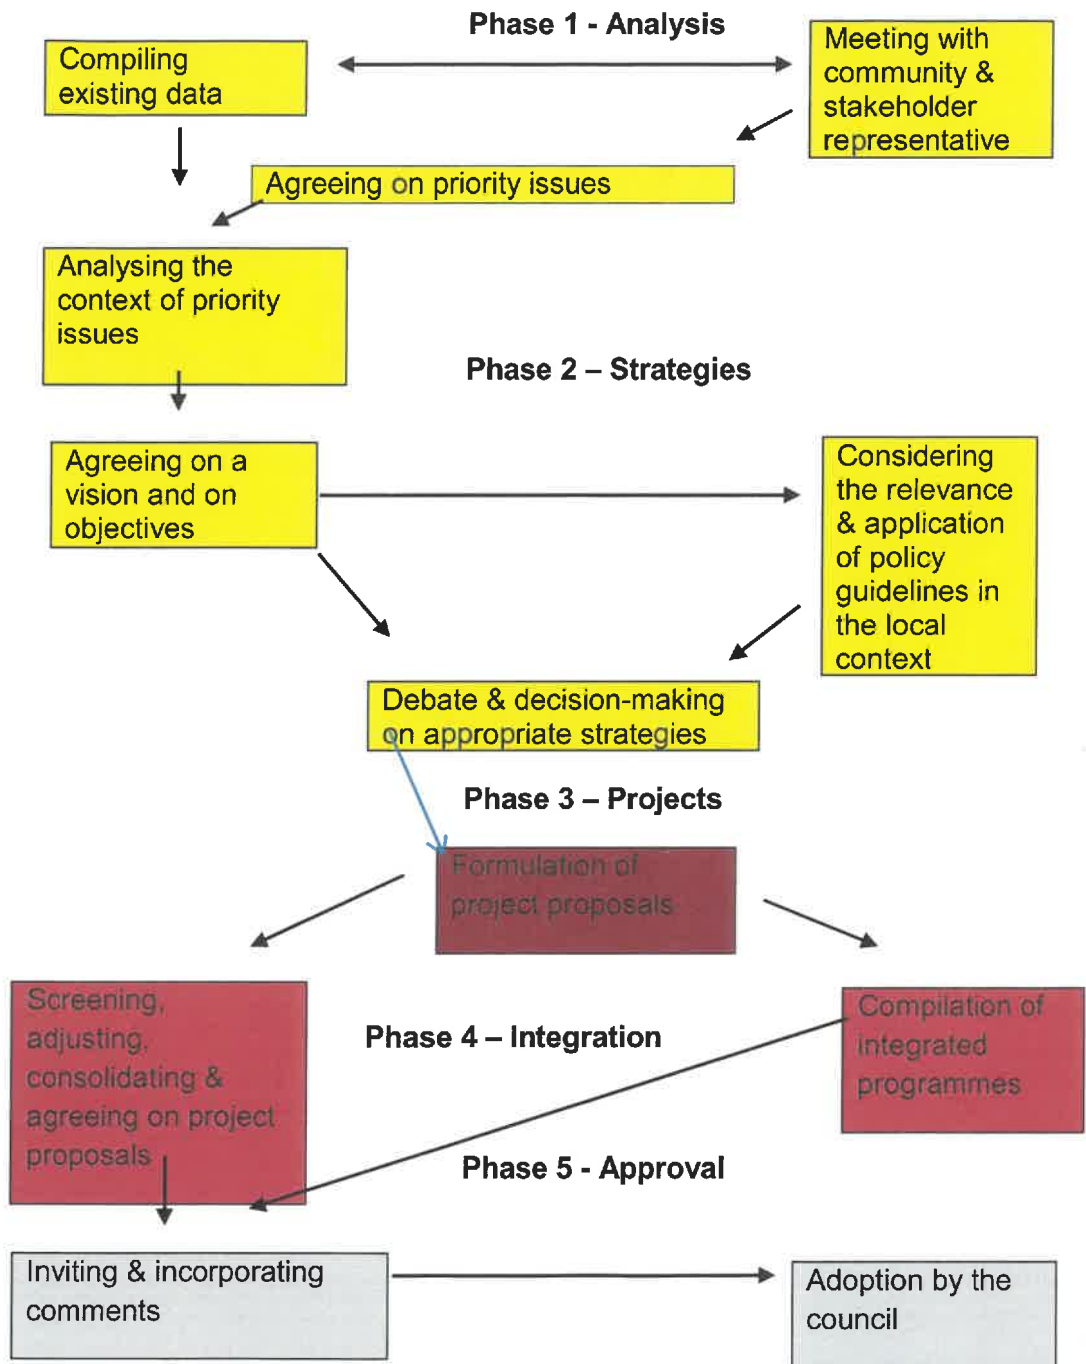 Phase 1 - Analysis
Compiling
existing data
Meeting with
community &
stakeholder
representative
Agreeing on priority issues
Analysing the
context of priority
issues
Phase 2 – Strategies
Agreeing on a
vision and on
objectives
Considering
the relevance
& application
of policy
guidelines in
the local
context
Debate & decision-making
on appropriate strategies
Phase 3 – Projects
Formulation of
project proposals
Screening,
adjusting,
consolidating &
agreeing on project
proposals
Phase 4 – Integration
Compilation of
integrated
programmes
Phase 5 - Approval
Inviting & incorporating
comments
Adoption by the
council